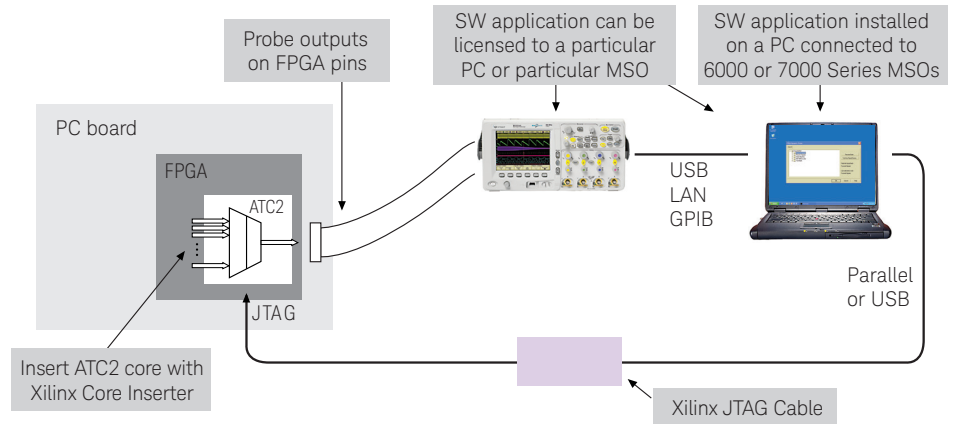 Probe outputs
on FPGA pins
SW application can be
licensed to a particular
PC or particular MSO
SW application installed
on a PC connected to
6000 or 7000 Series MSOs
PC board
FPGA
ATC2
JTAG
USB
LAN
GPIB
Parallel
or USB
Insert ATC2 core with
Xilinx Core Inserter
Xilinx JTAG Cable